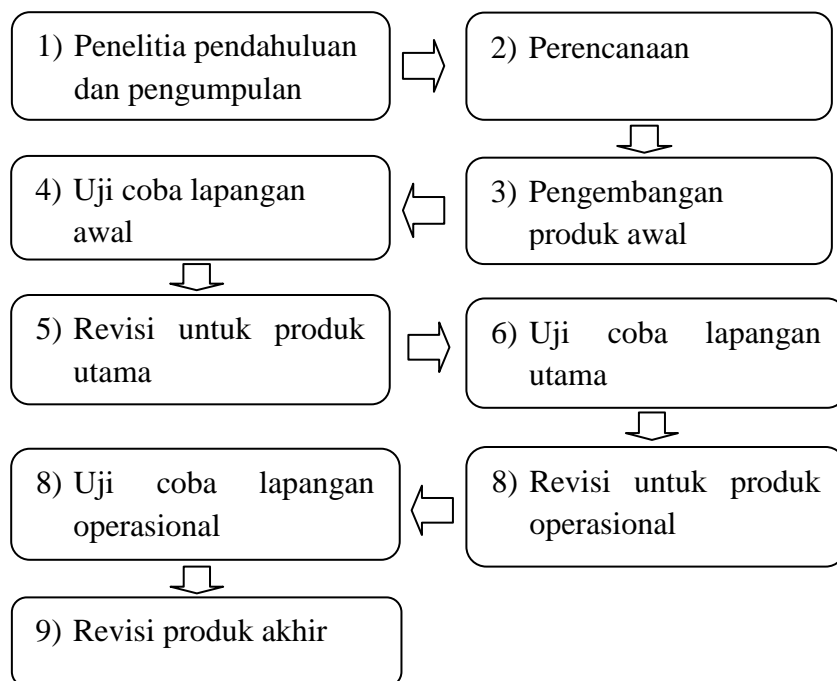 1) Penelitia pendahuluan
dan pengumpulan
2) Perencanaan
4) Uji coba lapangan
awal
3) Pengembangan
produk awal
5) Revisi untuk produk
utama
6) Uji coba lapangan
utama
8) Uji coba lapangan
operasional
8) Revisi untuk produk
operasional
9) Revisi produk akhir